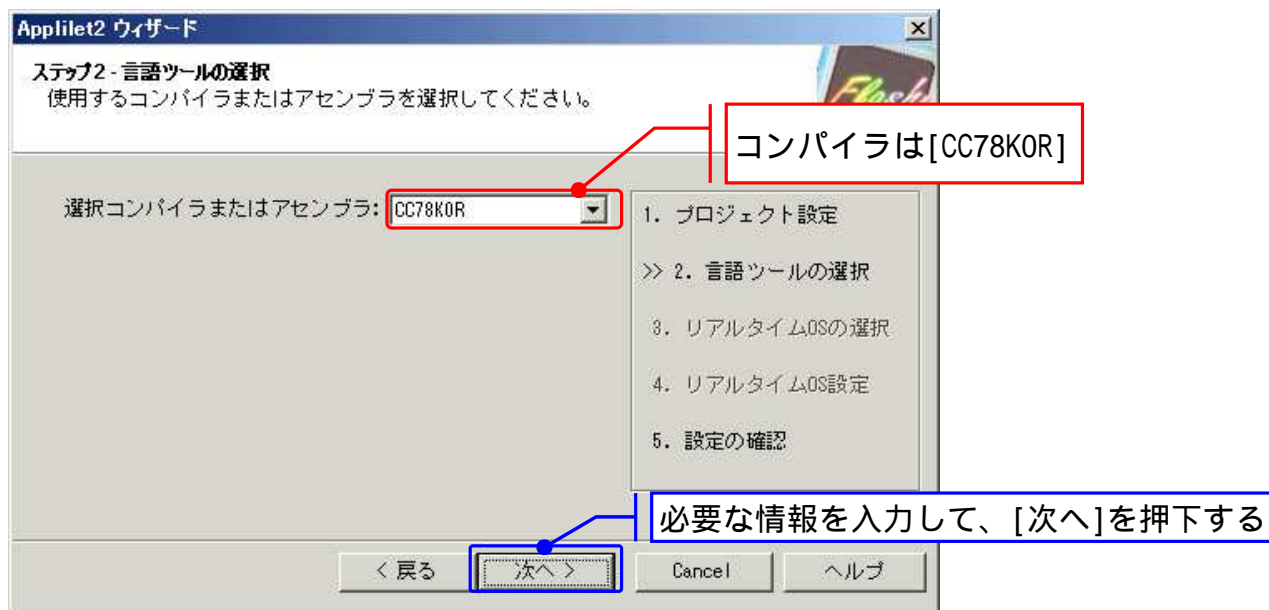 Applilet2 ウィザード
ステップ2 - 言語ツールの選択
使用するコンパイラまたはアセンブラを選択してください。
Flash
コンパイラは[CC78K0R]
選択コンパイラまたはアセンブラ: CC78K0R
1. プロジェクト設定
>> 2. 言語ツールの選択
3. リアルタイムOSの選択
4. リアルタイムOS設定
5. 設定の確認
必要な情報を入力して、[次へ]を押下する
< 戻る 次へ > Cancel ヘルプ